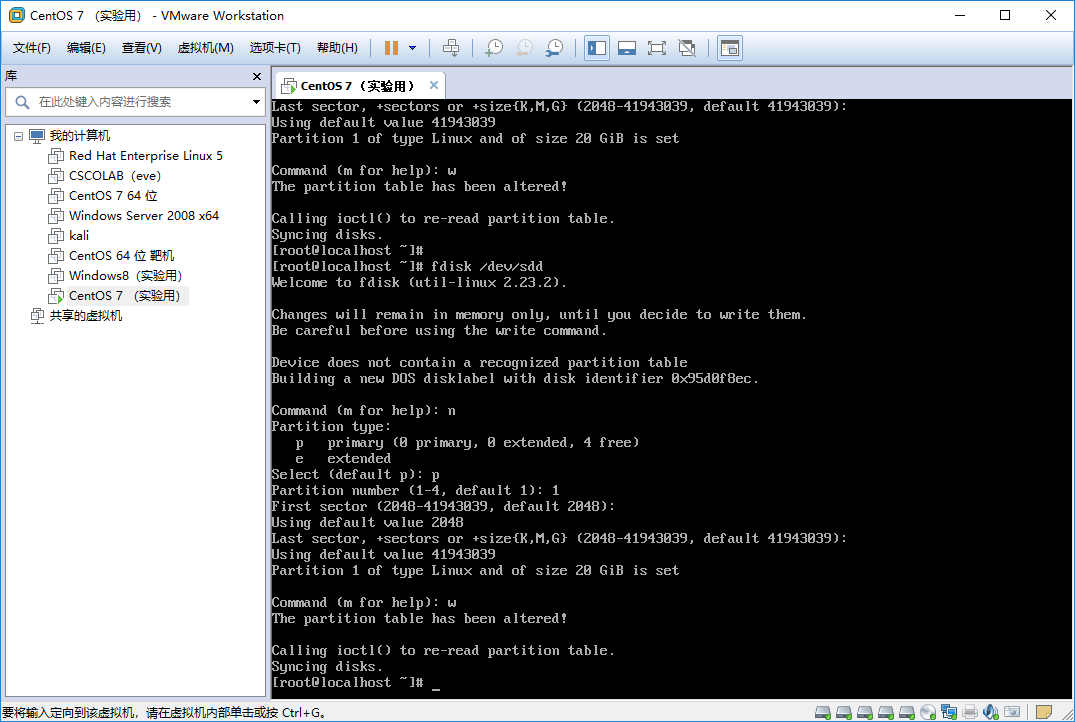 CentOS 7 （实验用） - VMware Workstation
文件(F) 编辑(E) 查看(V) 虚拟机(M) 选项卡(T) 帮助(H)
库
在此处键入内容进行搜索
我的计算机
Red Hat Enterprise Linux 5
CSCOLAB（eve）
CentOS 7 64 位
Windows Server 2008 x64
kali
CentOS 64 位 靶机
Windows8（实验用）
CentOS 7 （实验用）
共享的虚拟机
CentOS 7 （实验用）
Last sector, +sectors or +size{K,M,G} (2048-41943039, default 41943039):
Using default value 41943039
Partition 1 of type Linux and of size 20 GiB is set
Command (m for help): w
The partition table has been altered!
Calling ioctl() to re-read partition table.
Syncing disks.
[root@localhost ~]#
[root@localhost ~]# fdisk /dev/sdd
Welcome to fdisk (util-linux 2.23.2).
Changes will remain in memory only, until you decide to write them.
Be careful before using the write command.
Device does not contain a recognized partition table
Building a new DOS disklabel with disk identifier 0x95d0f8ec.
Command (m for help): n
Partition type:
p   primary (0 primary, 0 extended, 4 free)
e   extended
Select (default p): p
Partition number (1-4, default 1): 1
First sector (2048-41943039, default 2048):
Using default value 2048
Last sector, +sectors or +size{K,M,G} (2048-41943039, default 41943039):
Using default value 41943039
Partition 1 of type Linux and of size 20 GiB is set
Command (m for help): w
The partition table has been altered!
Calling ioctl() to re-read partition table.
Syncing disks.
[root@localhost ~]# _
要将输入定向到该虚拟机，请在虚拟机内部单击或按 Ctrl+G。